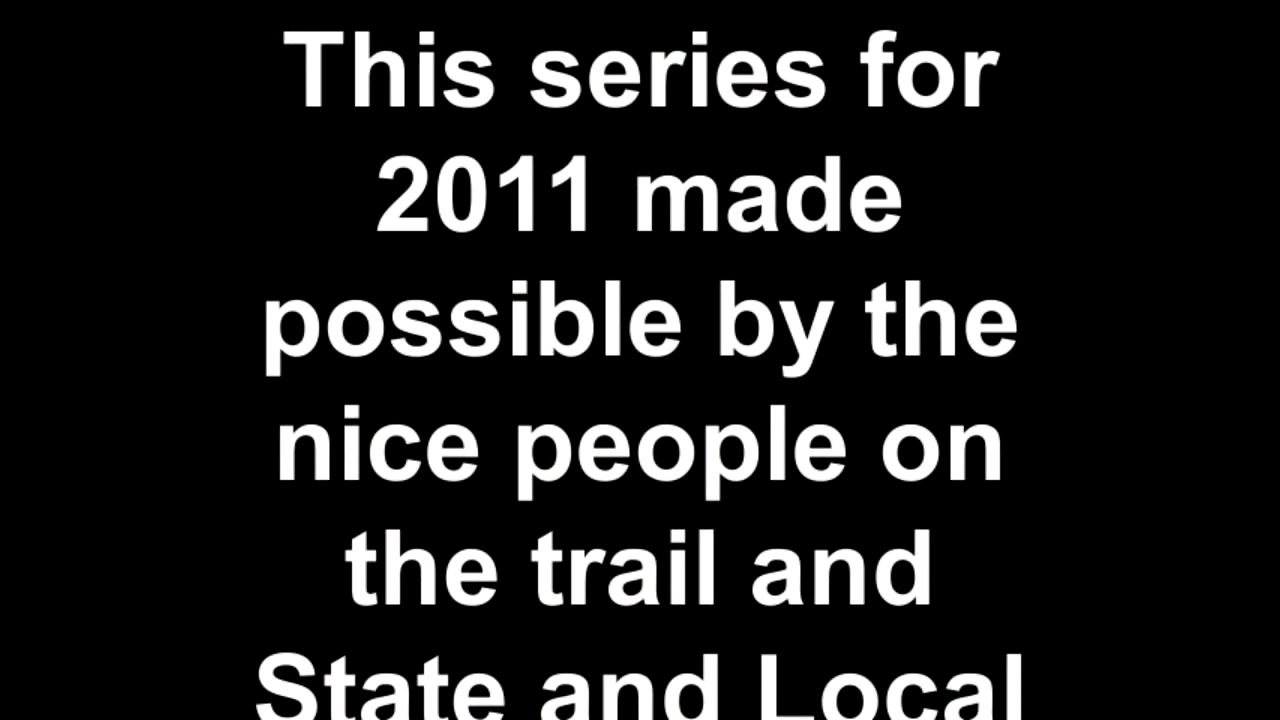 This series for
2011 made
possible by the
nice people on
the trail and
State and Local